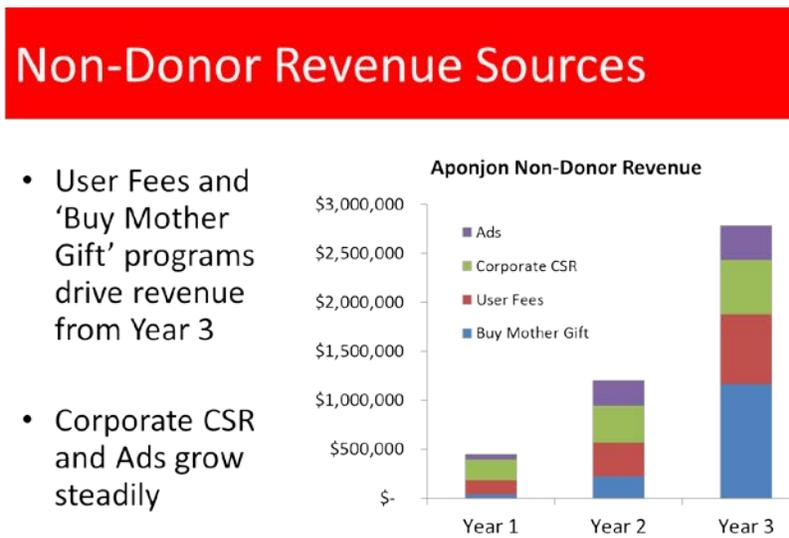 Non-Donor Revenue Sources
• User Fees and
‘Buy Mother
Gift’ programs
drive revenue
from Year 3
• Corporate CSR
and Ads grow
steadily
Aponjon Non-Donor Revenue
$3,000,000
$2,500,000
$2,000,000
$1,500,000
$1,000,000
$500,000
$-
Ads
Corporate CSR
User Fees
Buy Mother Gift
Year 1
Year 2
Year 3